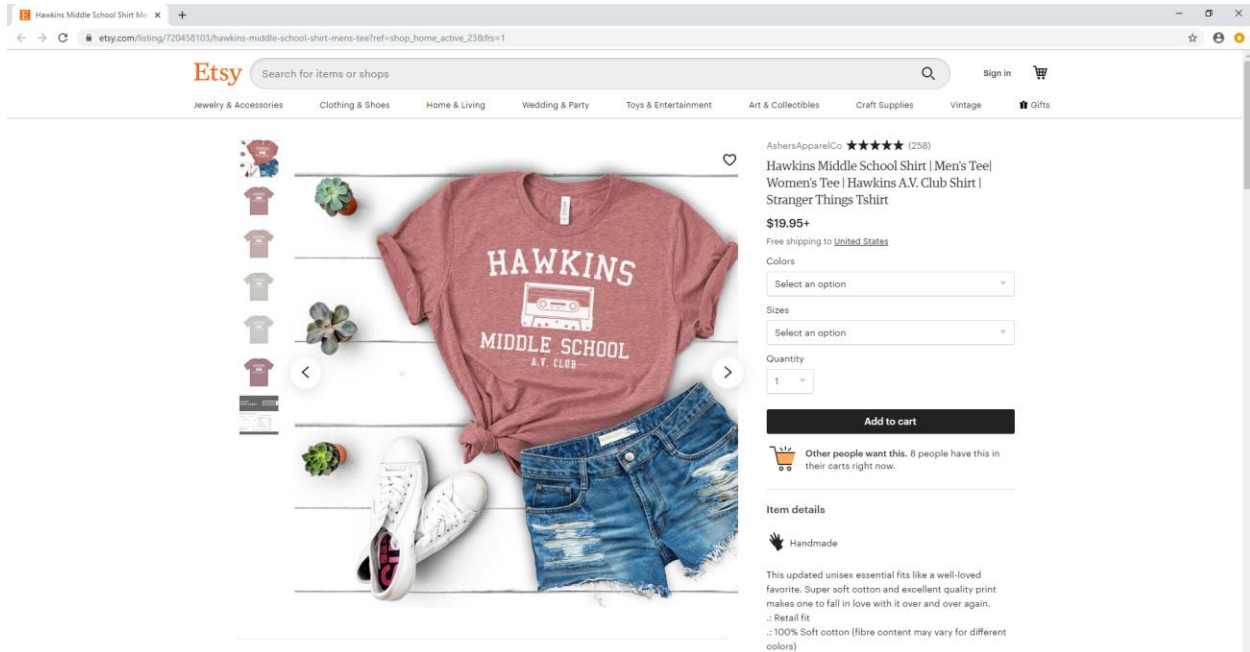 Hawkins Middle School Shirt Me
etsy.com/listing/720458103/hawkins-middle-school-shirt-mens-tee?ref=shop_home_active_23&frs=1
Etsy
Search for items or shops
Sign in
Jewelry & Accessories
Clothing & Shoes
Home & Living
Wedding & Party
Toys & Entertainment
Art & Collectibles
Craft Supplies
Vintage
Gifts
HAWKINS
MIDDLE SCHOOL
A.V. CLUB
AshersApparelCo ★★★★★ (258)
Hawkins Middle School Shirt | Men's Tee|
Women's Tee | Hawkins A.V. Club Shirt |
Stranger Things Tshirt
$19.95+
Free shipping to United States
Colors
Select an option
Sizes
Select an option
Quantity
1
Add to cart
Other people want this. 8 people have this in
their carts right now.
Item details
Handmade
This updated unisex essential fits like a well-loved
favorite. Super soft cotton and excellent quality print
makes one to fall in love with it over and over again.
.: Retail fit
.: 100% Soft cotton (fibre content may vary for different
colors)